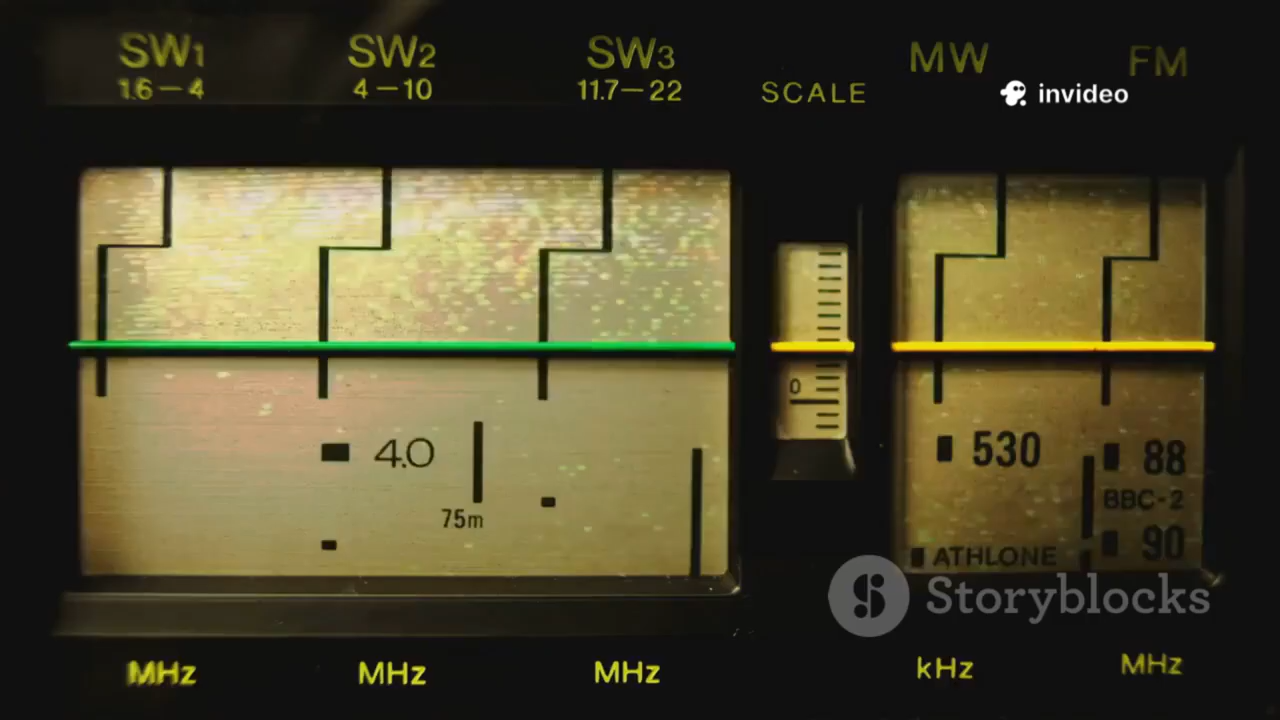 SW1
SW2
SW3
MW
FM
1.6—4
4—10
11.7—22
SCALE
invideo
0
4.0
530
88
75m
BBC-2
90
ATHLONE
Storyblocks
MHz
MHz
MHz
kHz
MHz